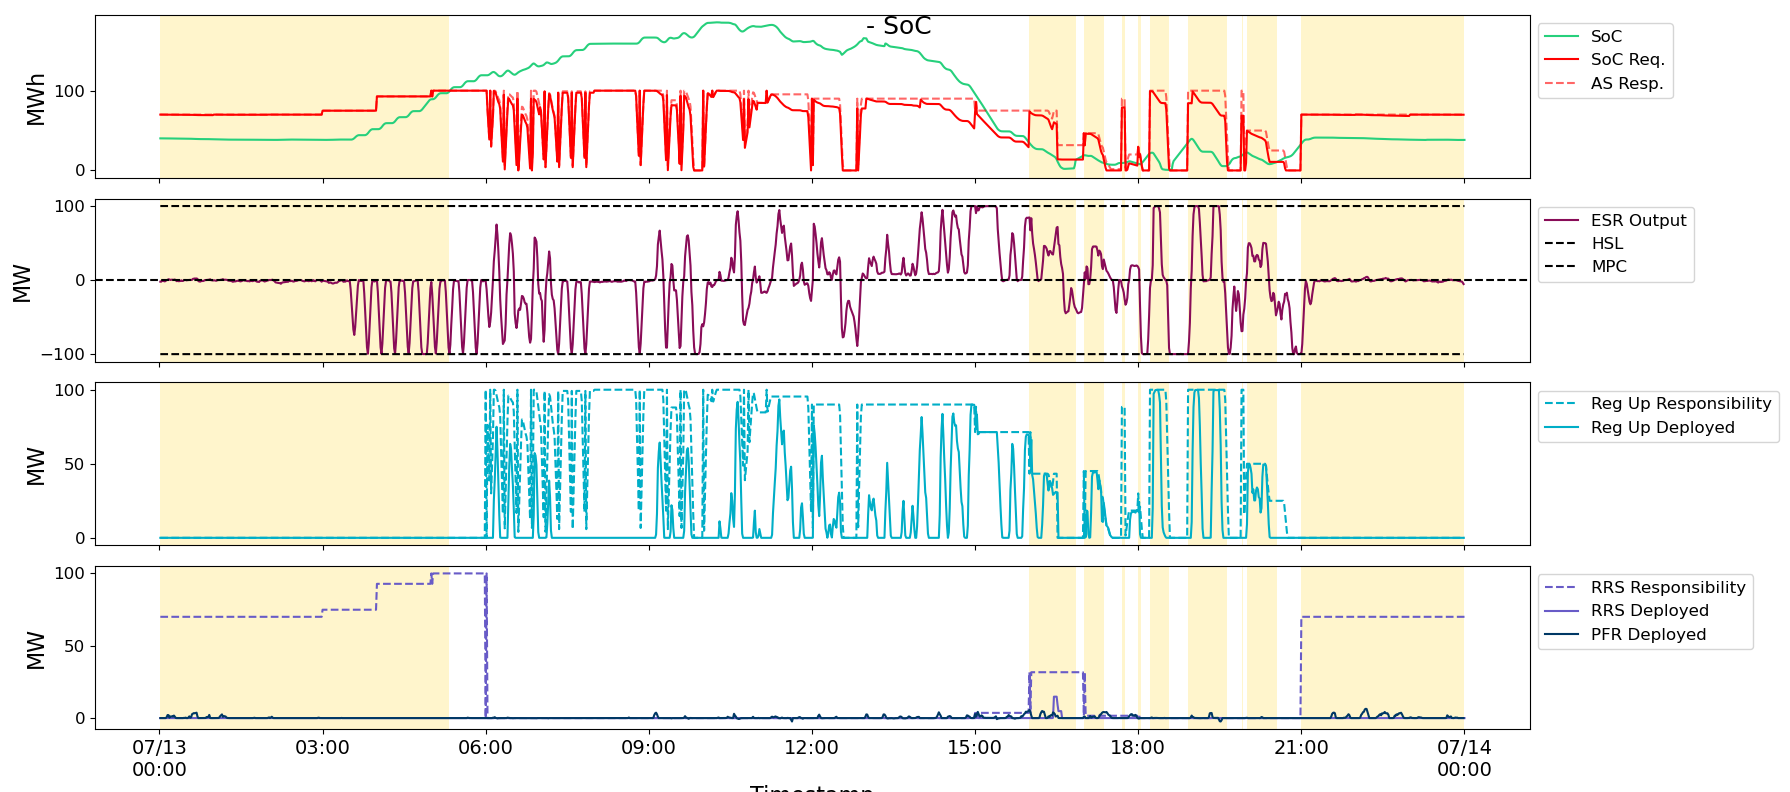 - SoC
MWh
100
0
SoC
SoC Req.
AS Resp.
MW
100
0
−100
ESR Output
HSL
MPC
MW
100
50
0
Reg Up Responsibility
Reg Up Deployed
MW
100
50
0
RRS Responsibility
RRS Deployed
PFR Deployed
07/13 03:00 06:00 09:00 12:00 15:00 18:00 21:00 07/14
00:00 00:00
Timestamp